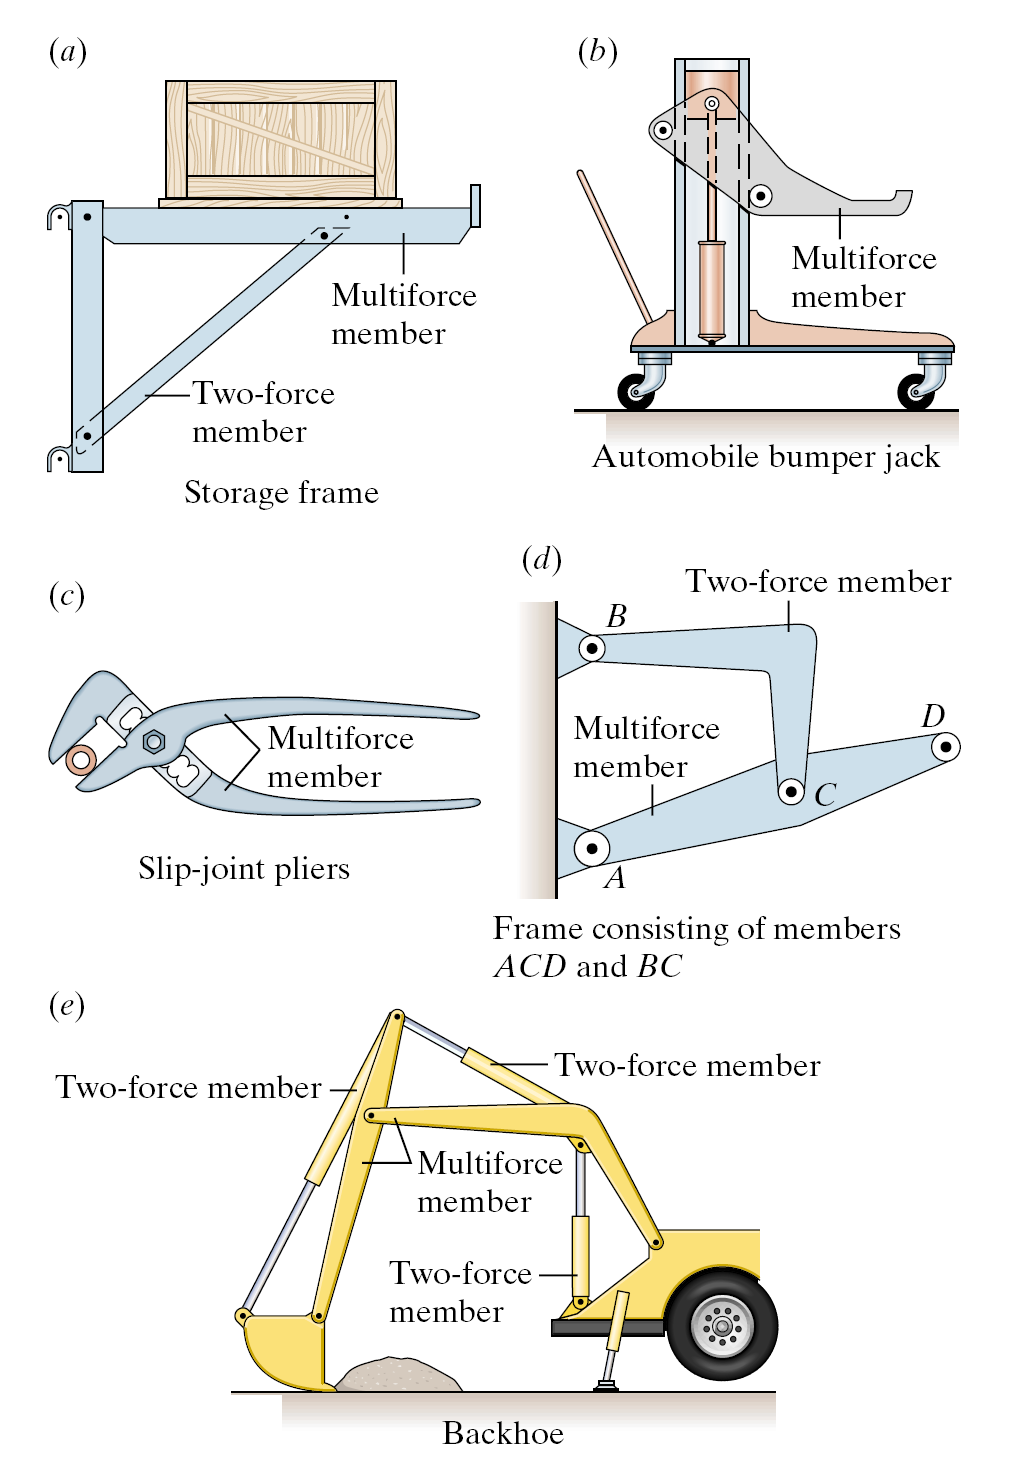 (a)
Multiforce
member
Two-force
member
Storage frame
(b)
Multiforce
member
Automobile bumper jack
(c)
Multiforce
member
Slip-joint pliers
(d)
Two-force member
B
Multiforce
member
D
C
A
Frame consisting of members
ACD and BC
(e)
Two-force member
Two-force member
Multiforce
member
Two-force
member
Backhoe